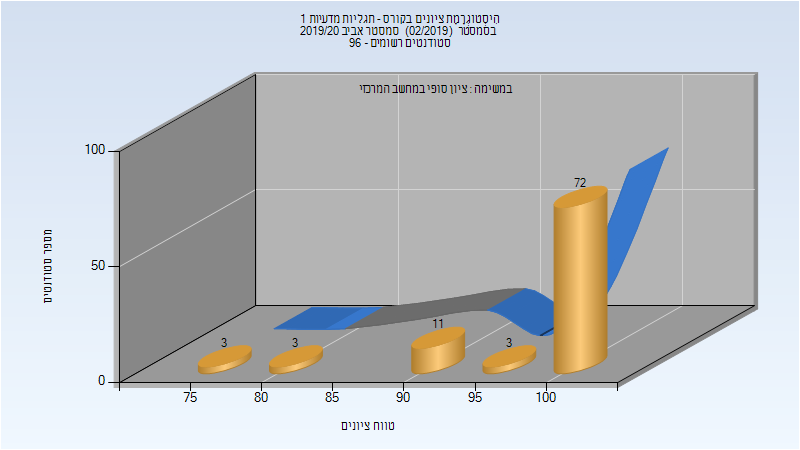 היסטוגרמת ציונים בקורס - תגליות מדעיות 1
בסמסטר (02/2019) סמסטר אביב 2019/20
סטודנטים רשומים - 96
במשימה : ציון סופי במחשב המרכזי
מספר סטודנטים
100
50
0
3
3
11
3
72
75
80
85
90
95
100
טווח ציונים